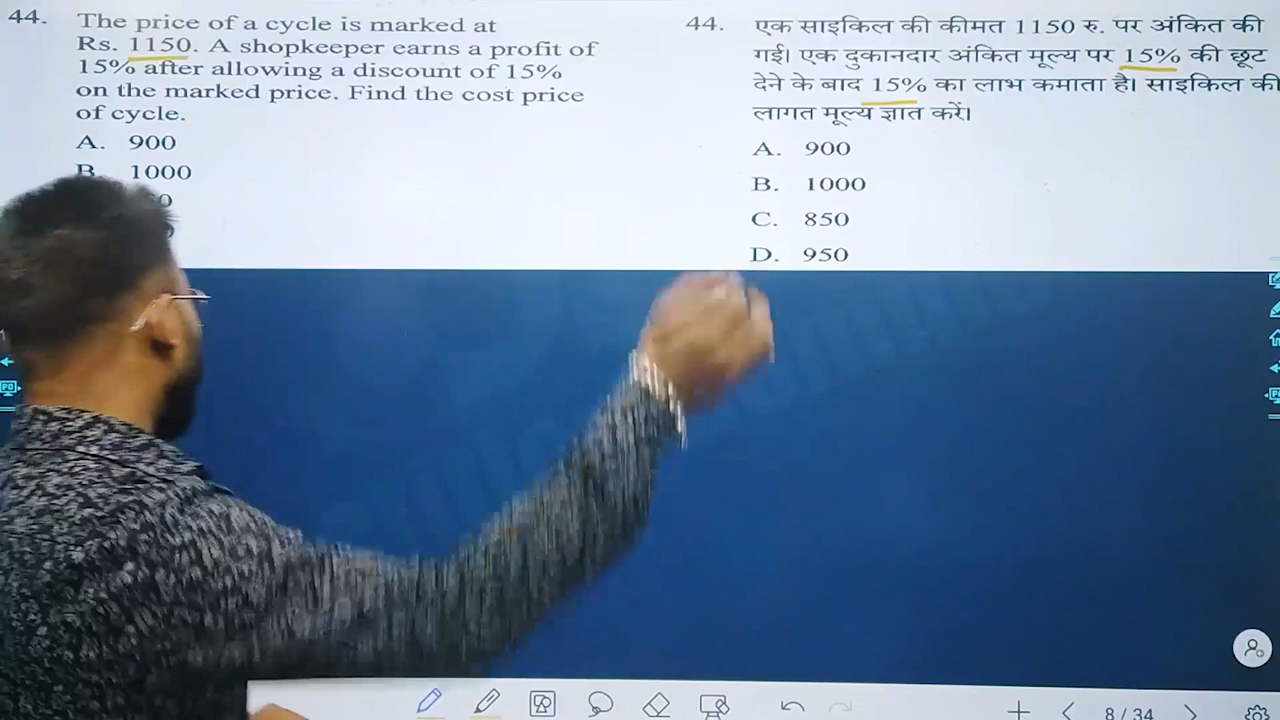 44. The price of a cycle is marked at
Rs. 1150. A shopkeeper earns a profit of
15% after allowing a discount of 15%
on the marked price. Find the cost price
of cycle.
A. 900
B. 1000
44. एक साइकिल की कीमत 1150 रु. पर अंकित की
गई। एक दुकानदार अंकित मूल्य पर 15% की छूट
देने के बाद 15% का लाभ कमाता है। साइकिल की
लागत मूल्य ज्ञात करें।
A. 900
B. 1000
C. 850
D. 950
8 / 34